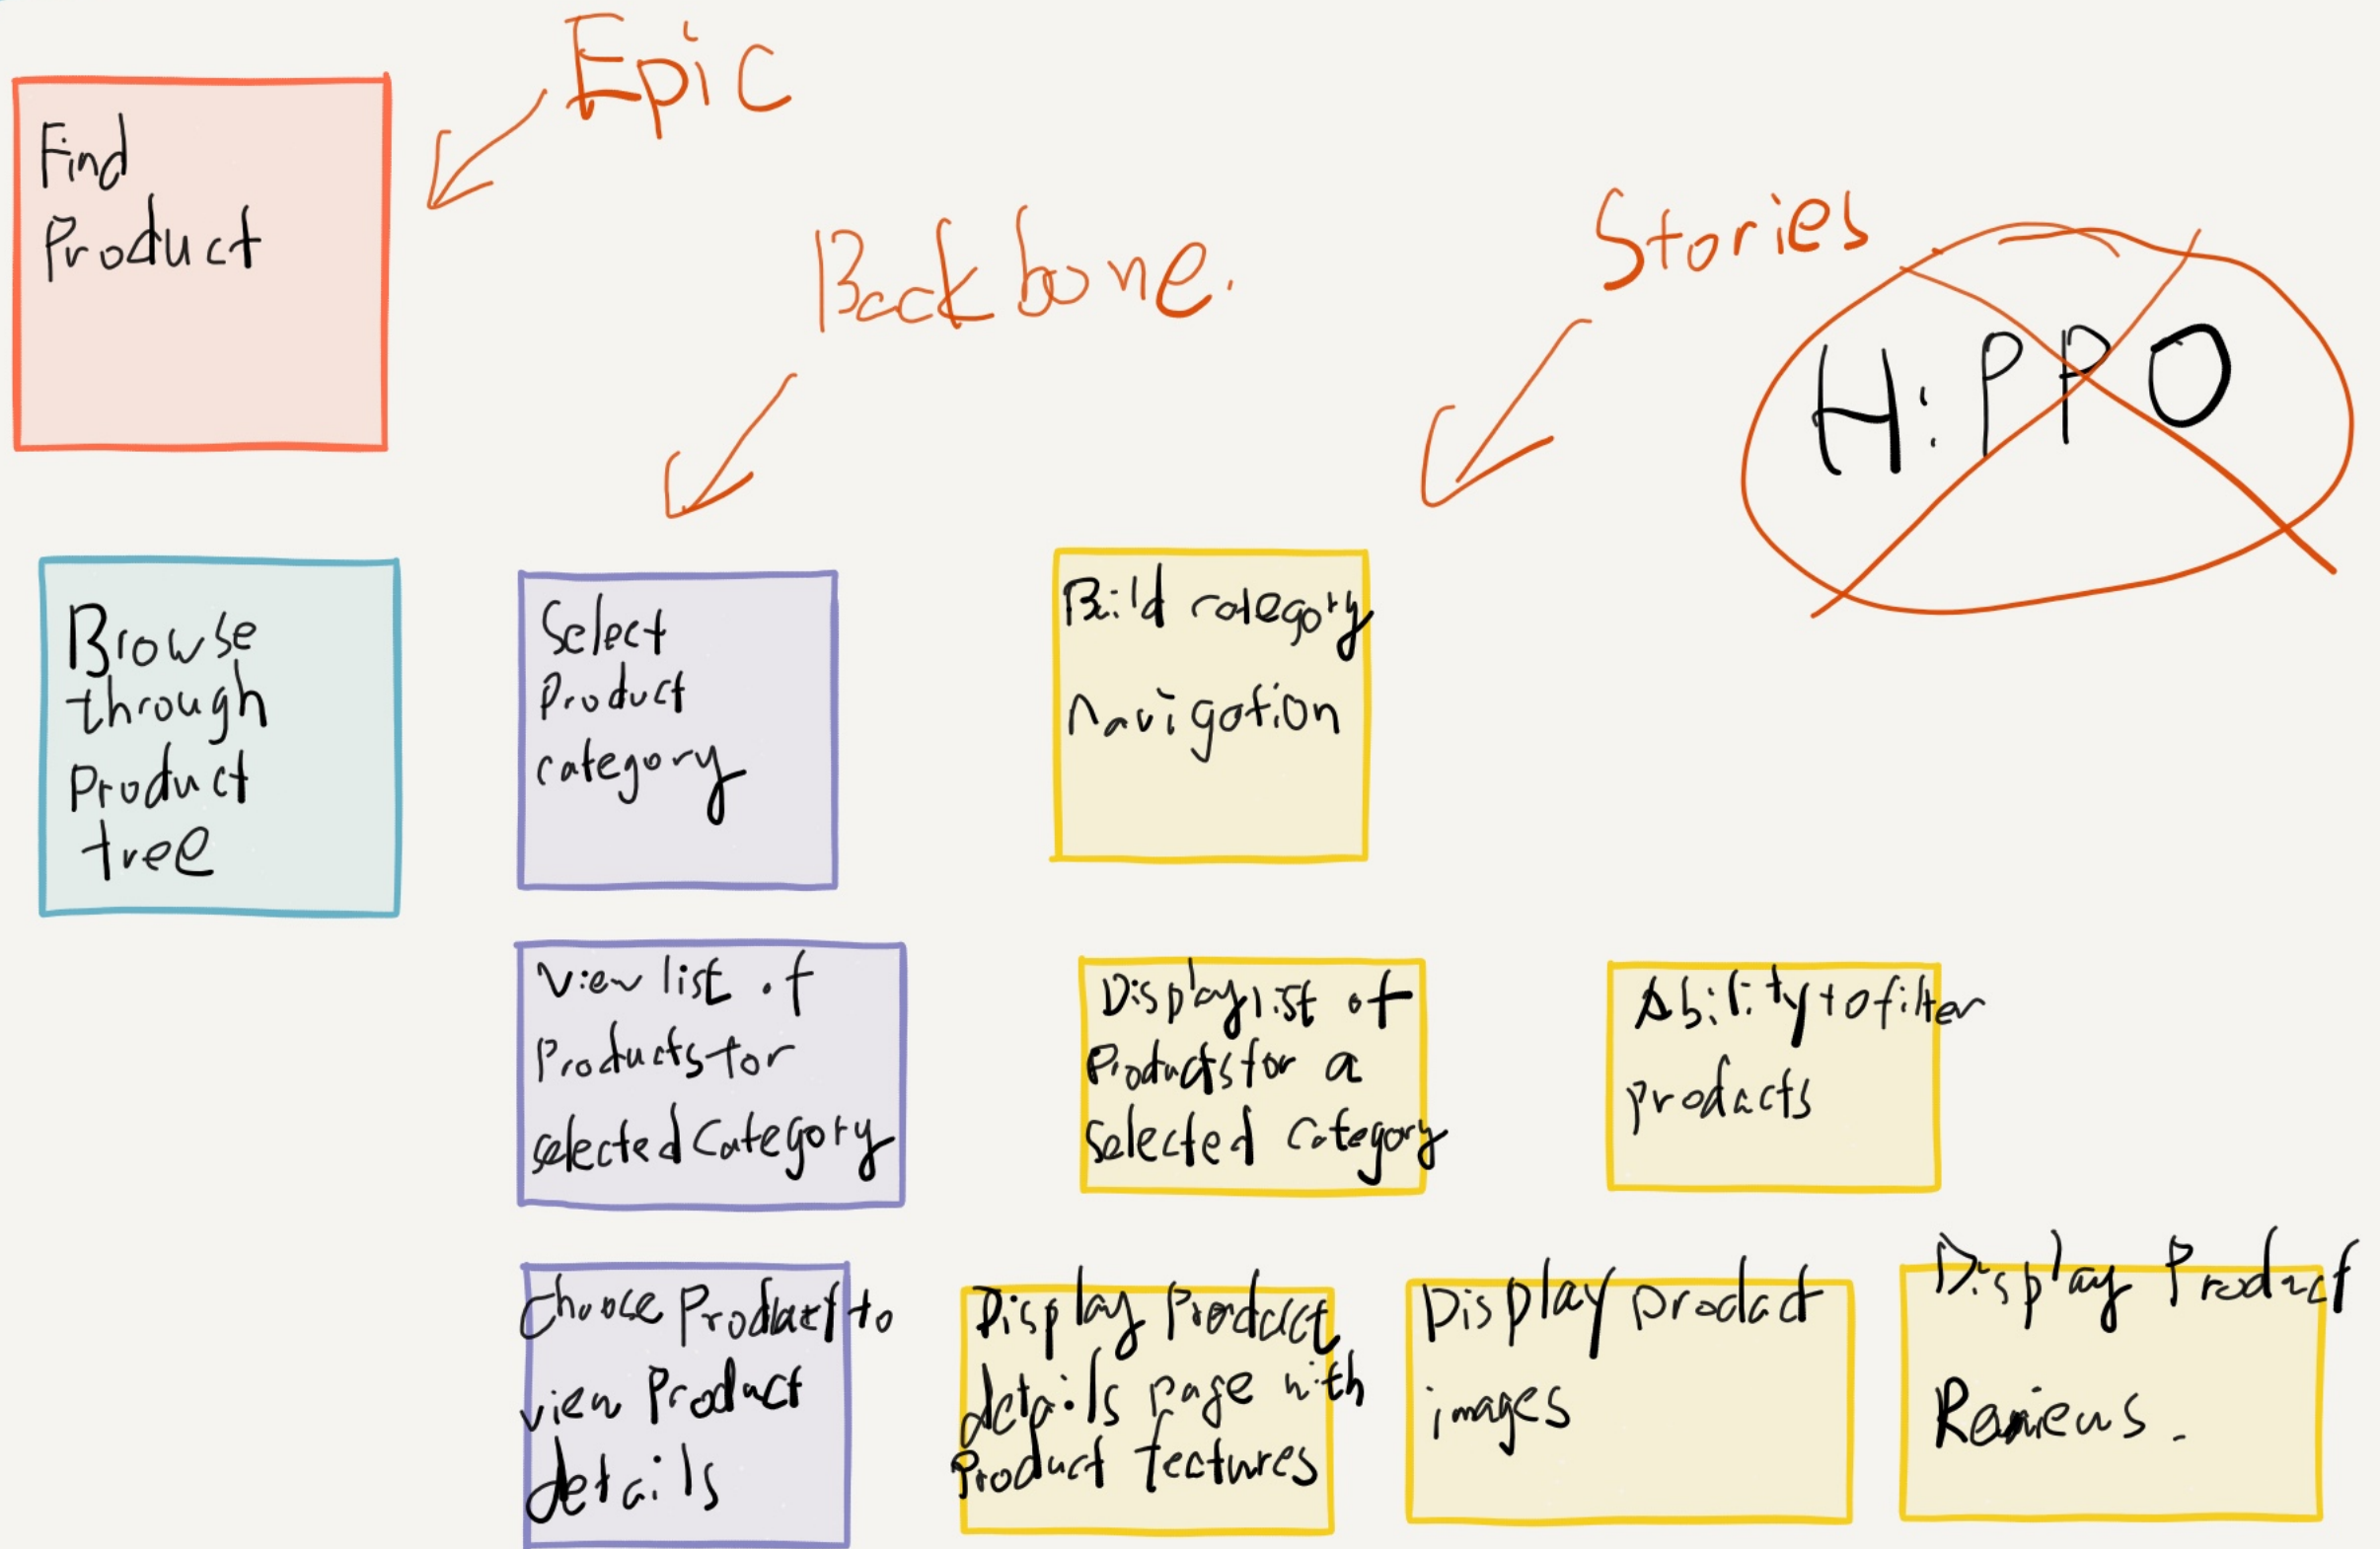 Epic
Find
Product
Backbone.
Stories
H:PPO
Browse
through
Product
tree
Select
Product
category
Build category
navigation
View list of
Products for
selected Category
Display list of
Products for a
selected Category
Ability to filter
products
Choose Product to
view Product
details
Display Product
details page with
Product features
Display product
images
Display Product
Reviews.